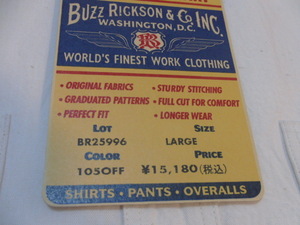 BUZZ RICKSON & CO. INC.
WASHINGTON, D.C.
BR
WORLD'S FINEST WORK CLOTHING
• ORIGINAL FABRICS • STURDY STITCHING
• GRADUATED PATTERNS • FULL CUT FOR COMFORT
• PERFECT FIT • LONGER WEAR
LOT SIZE
BR25996 LARGE
COLOR PRICE
105OFF ¥15,180(税込)
SHIRTS · PANTS · OVERALLS